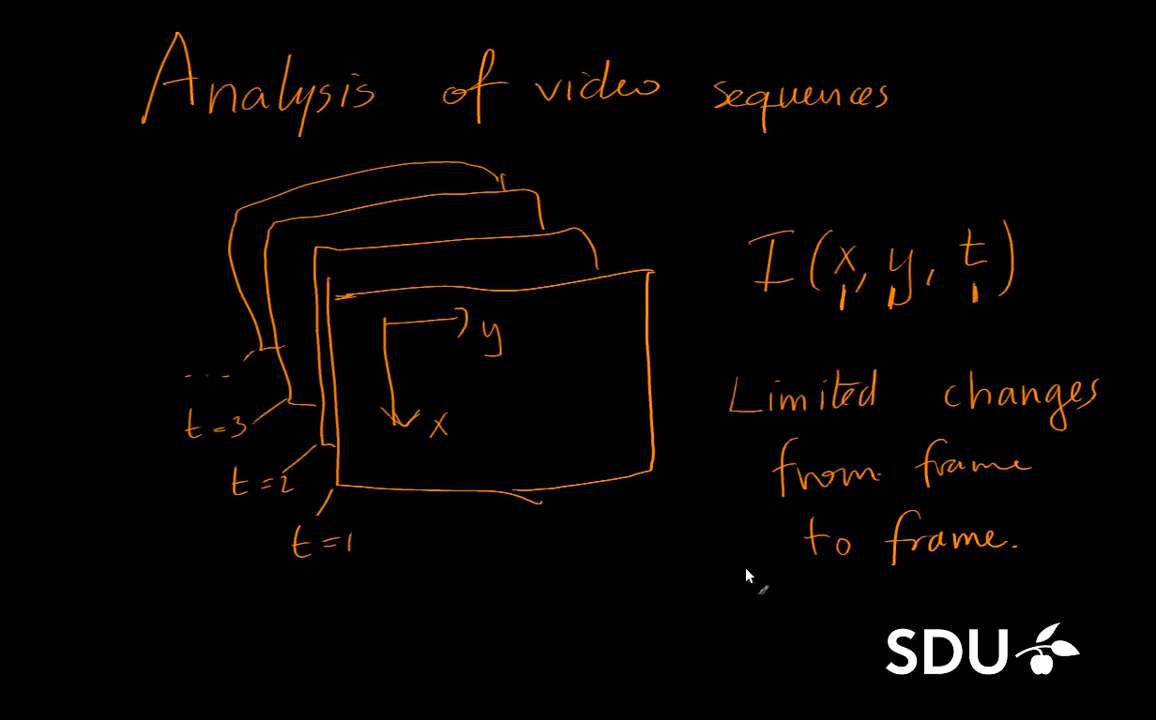 Analysis of video sequences
I(x, y, t)
y
x
...
t=3
t=2
t=1
Limited changes
from frame
to frame.
SDU